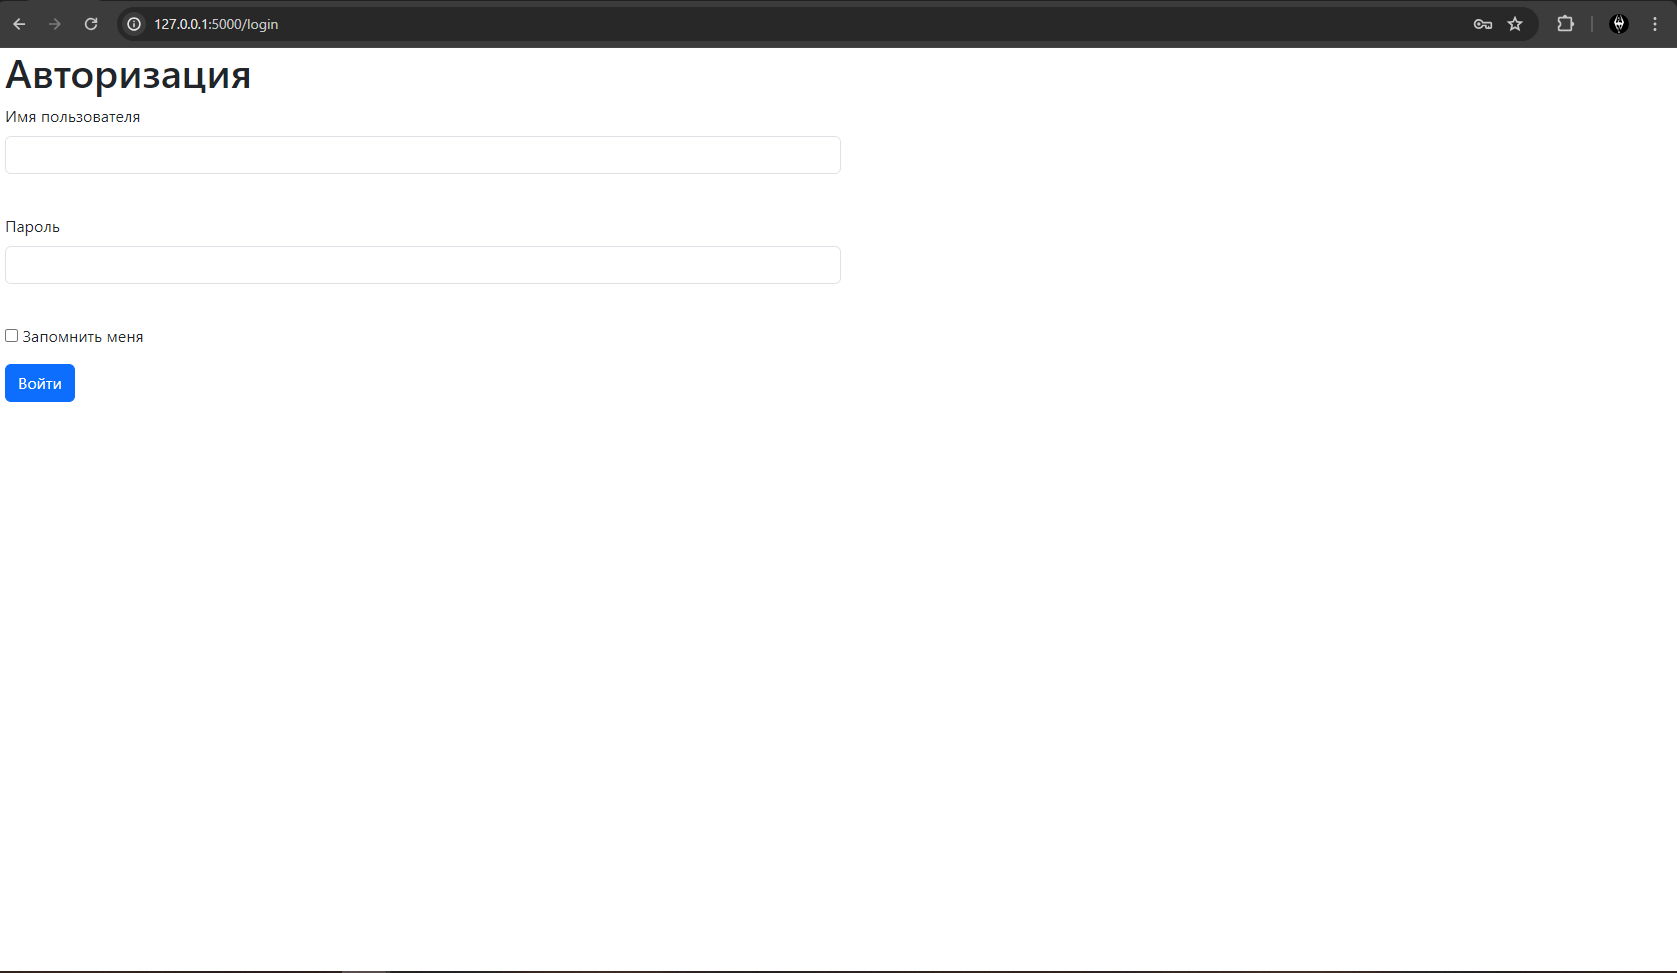 127.0.0.1:5000/login
Авторизация
Имя пользователя
Пароль
Запомнить меня
Войти